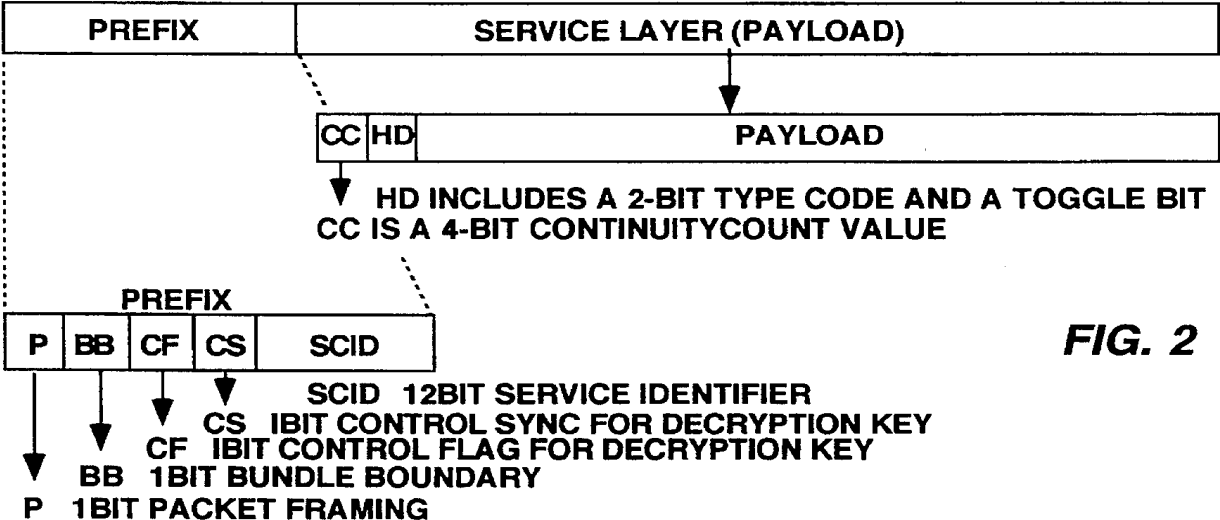 PREFIX SERVICE LAYER (PAYLOAD)
CC HD PAYLOAD
HD INCLUDES A 2-BIT TYPE CODE AND A TOGGLE BIT
CC IS A 4-BIT CONTINUITYCOUNT VALUE
PREFIX
P BB CF CS SCID
FIG. 2
SCID 12BIT SERVICE IDENTIFIER
CS IBIT CONTROL SYNC FOR DECRYPTION KEY
CF IBIT CONTROL FLAG FOR DECRYPTION KEY
BB 1BIT BUNDLE BOUNDARY
P 1BIT PACKET FRAMING